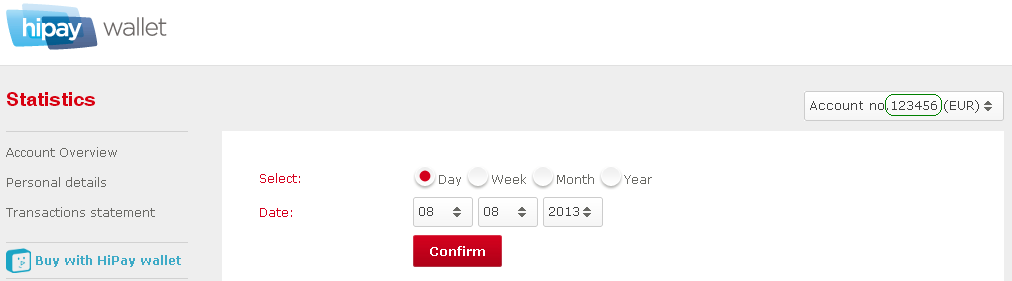 hipay wallet
Statistics
Account no.123456(EUR)
Account Overview
Personal details
Transactions statement
Buy with HiPay wallet
Select: Day Week Month Year
Date: 08 08 2013
Confirm